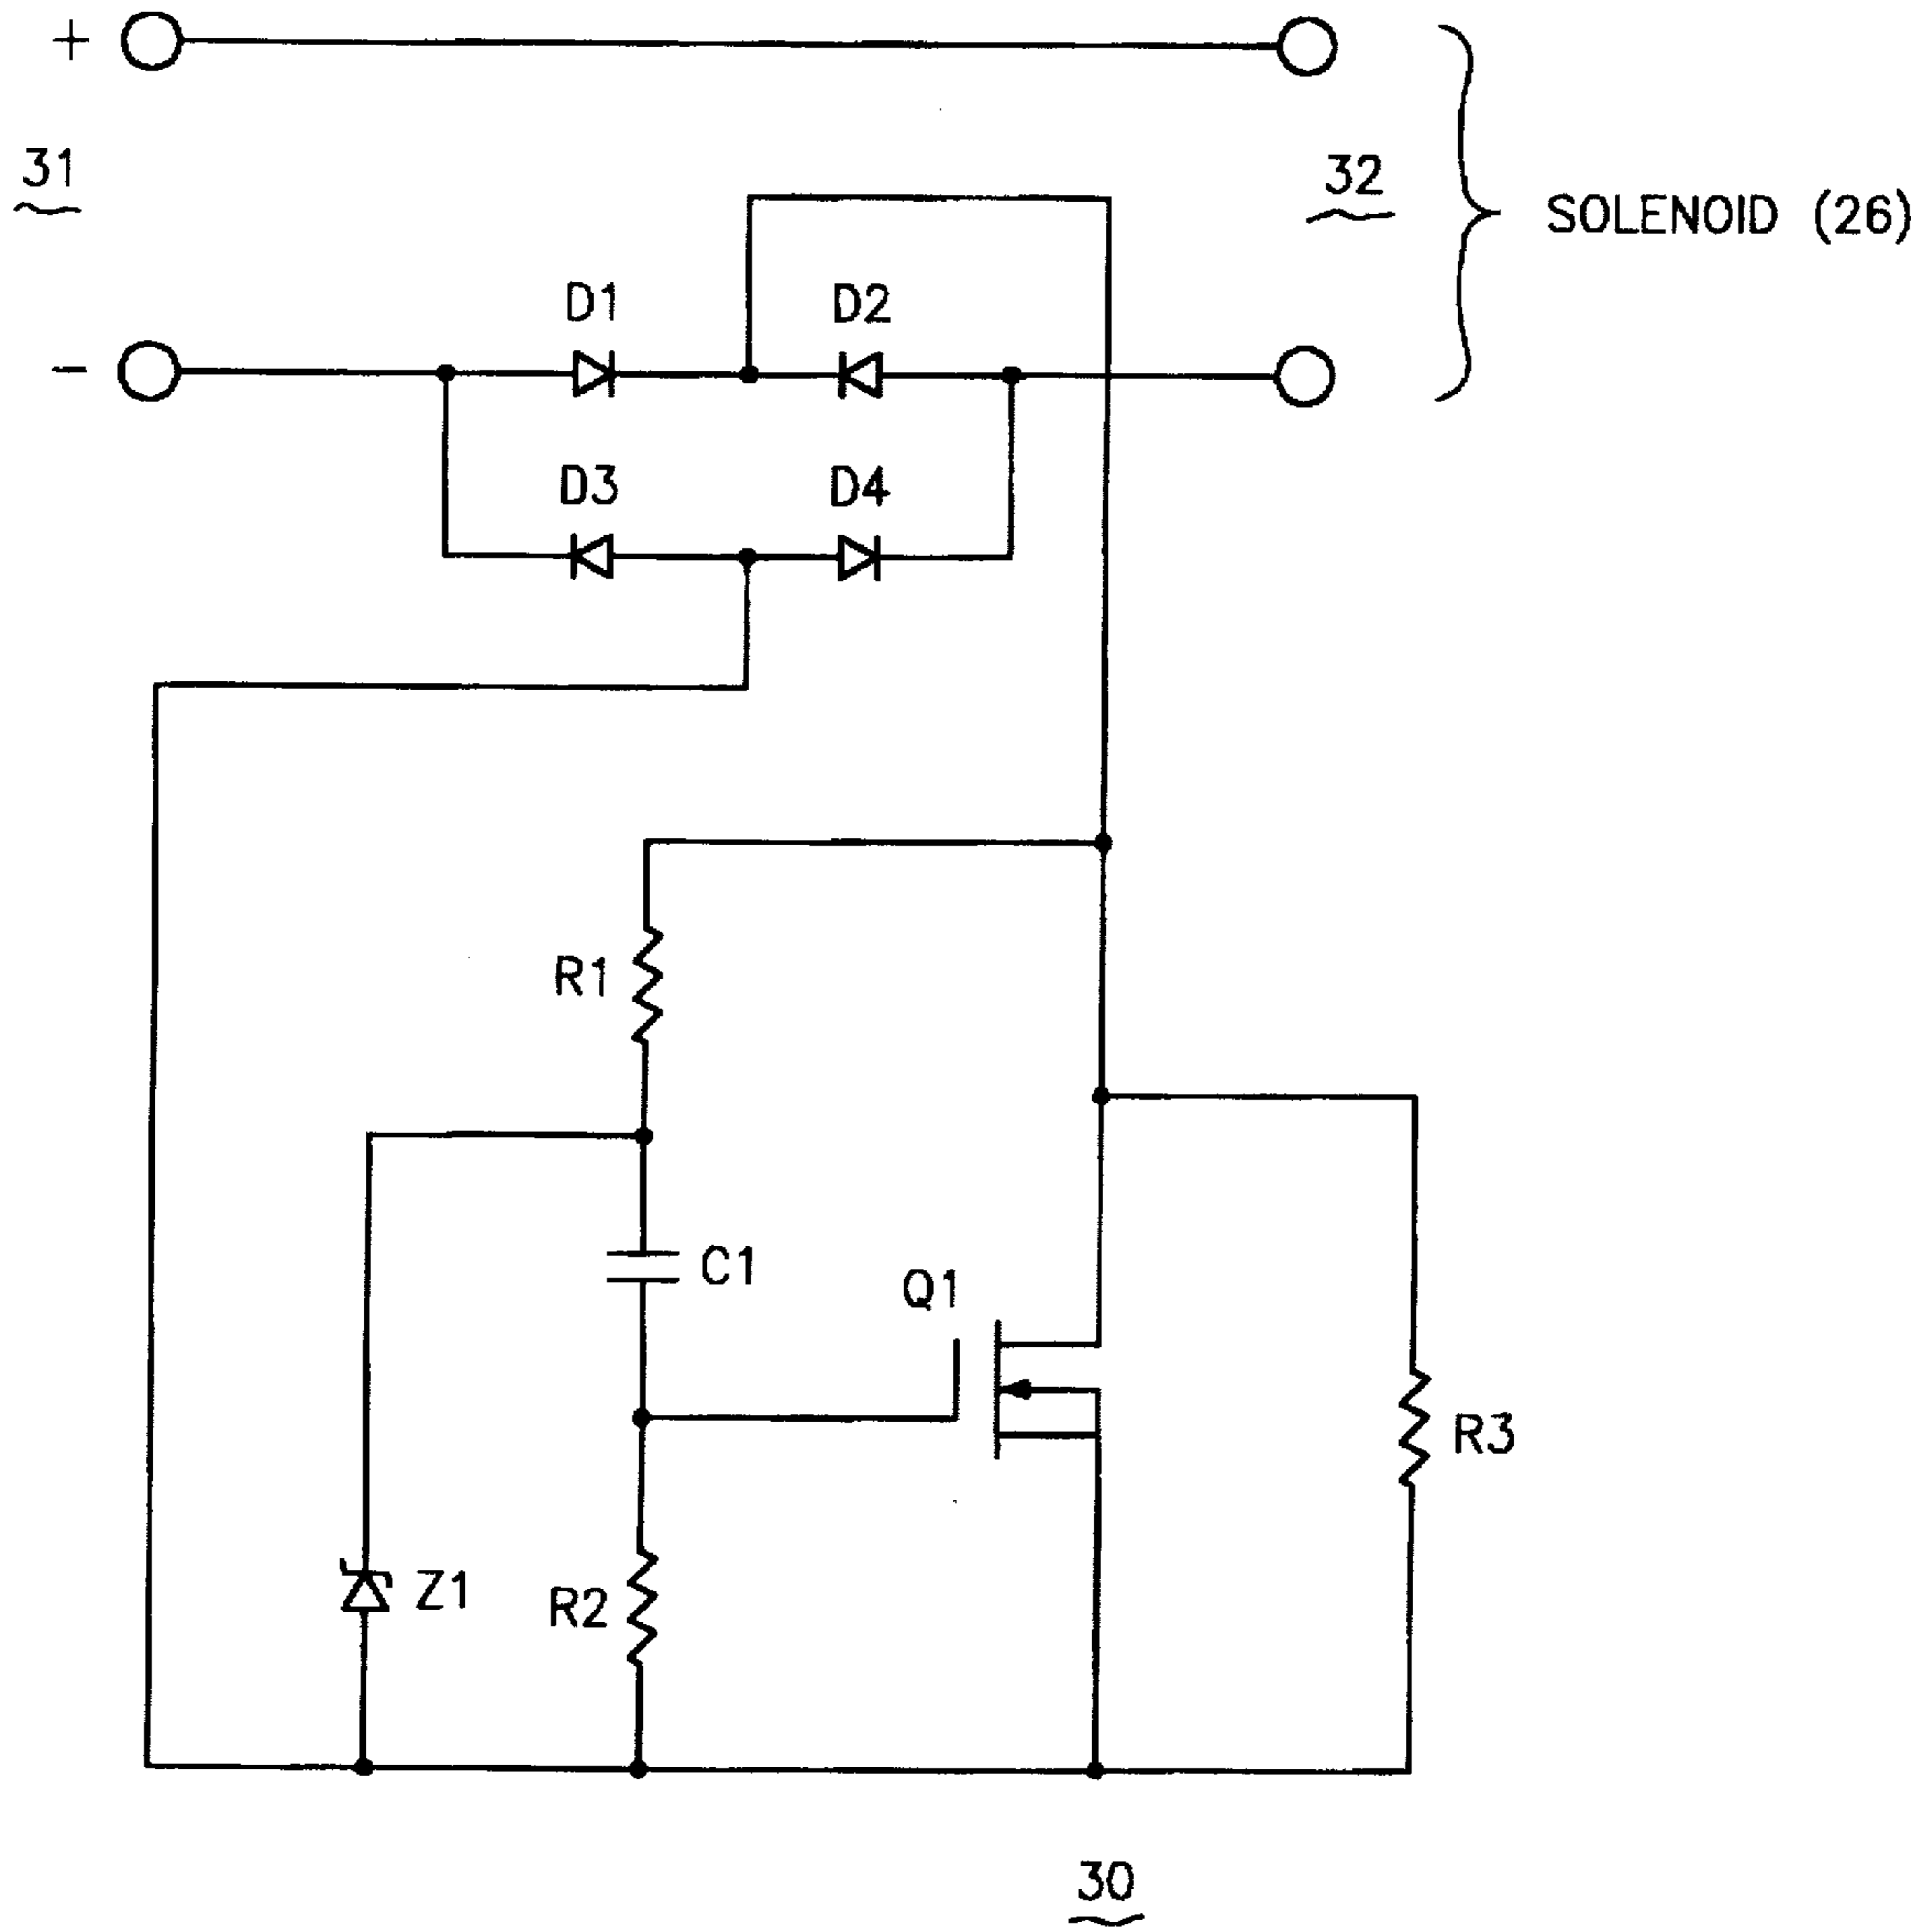 +
31
32
SOLENOID (26)
D1
D2
-
D3
D4
R1
C1
Q1
R3
Z1
R2
30